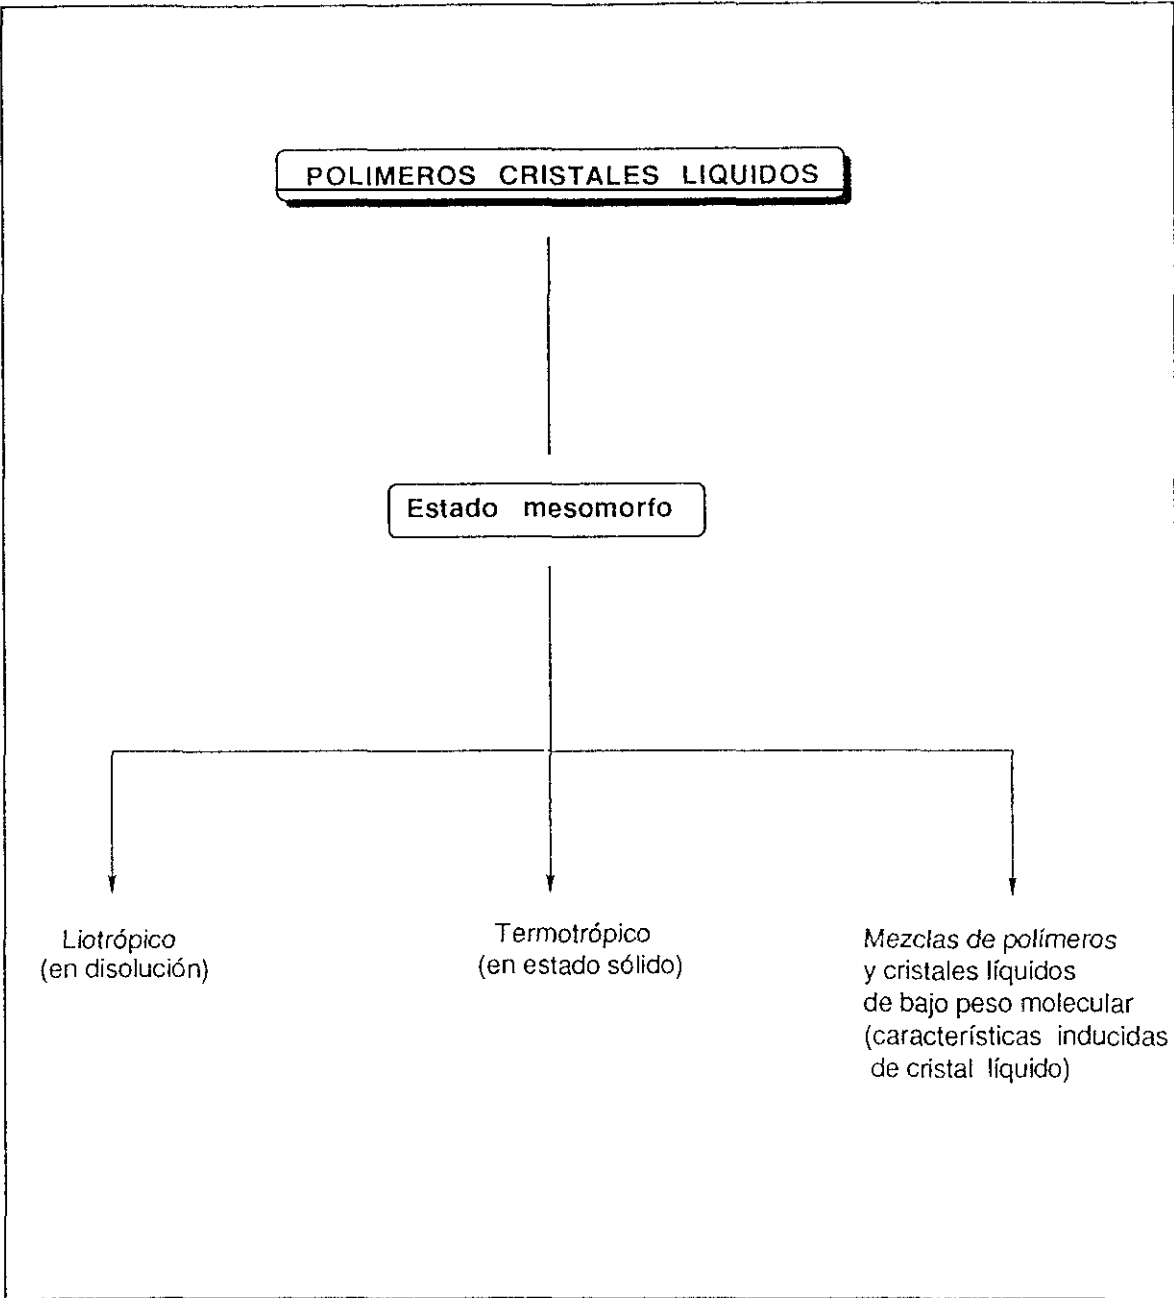 POLIMEROS CRISTALES LIQUIDOS
Estado mesomorfo
Liotrópico
(en disolución)
Termotrópico
(en estado sólido)
Mezclas de polímeros
y cristales líquidos
de bajo peso molecular
(características inducidas
de cristal líquido)